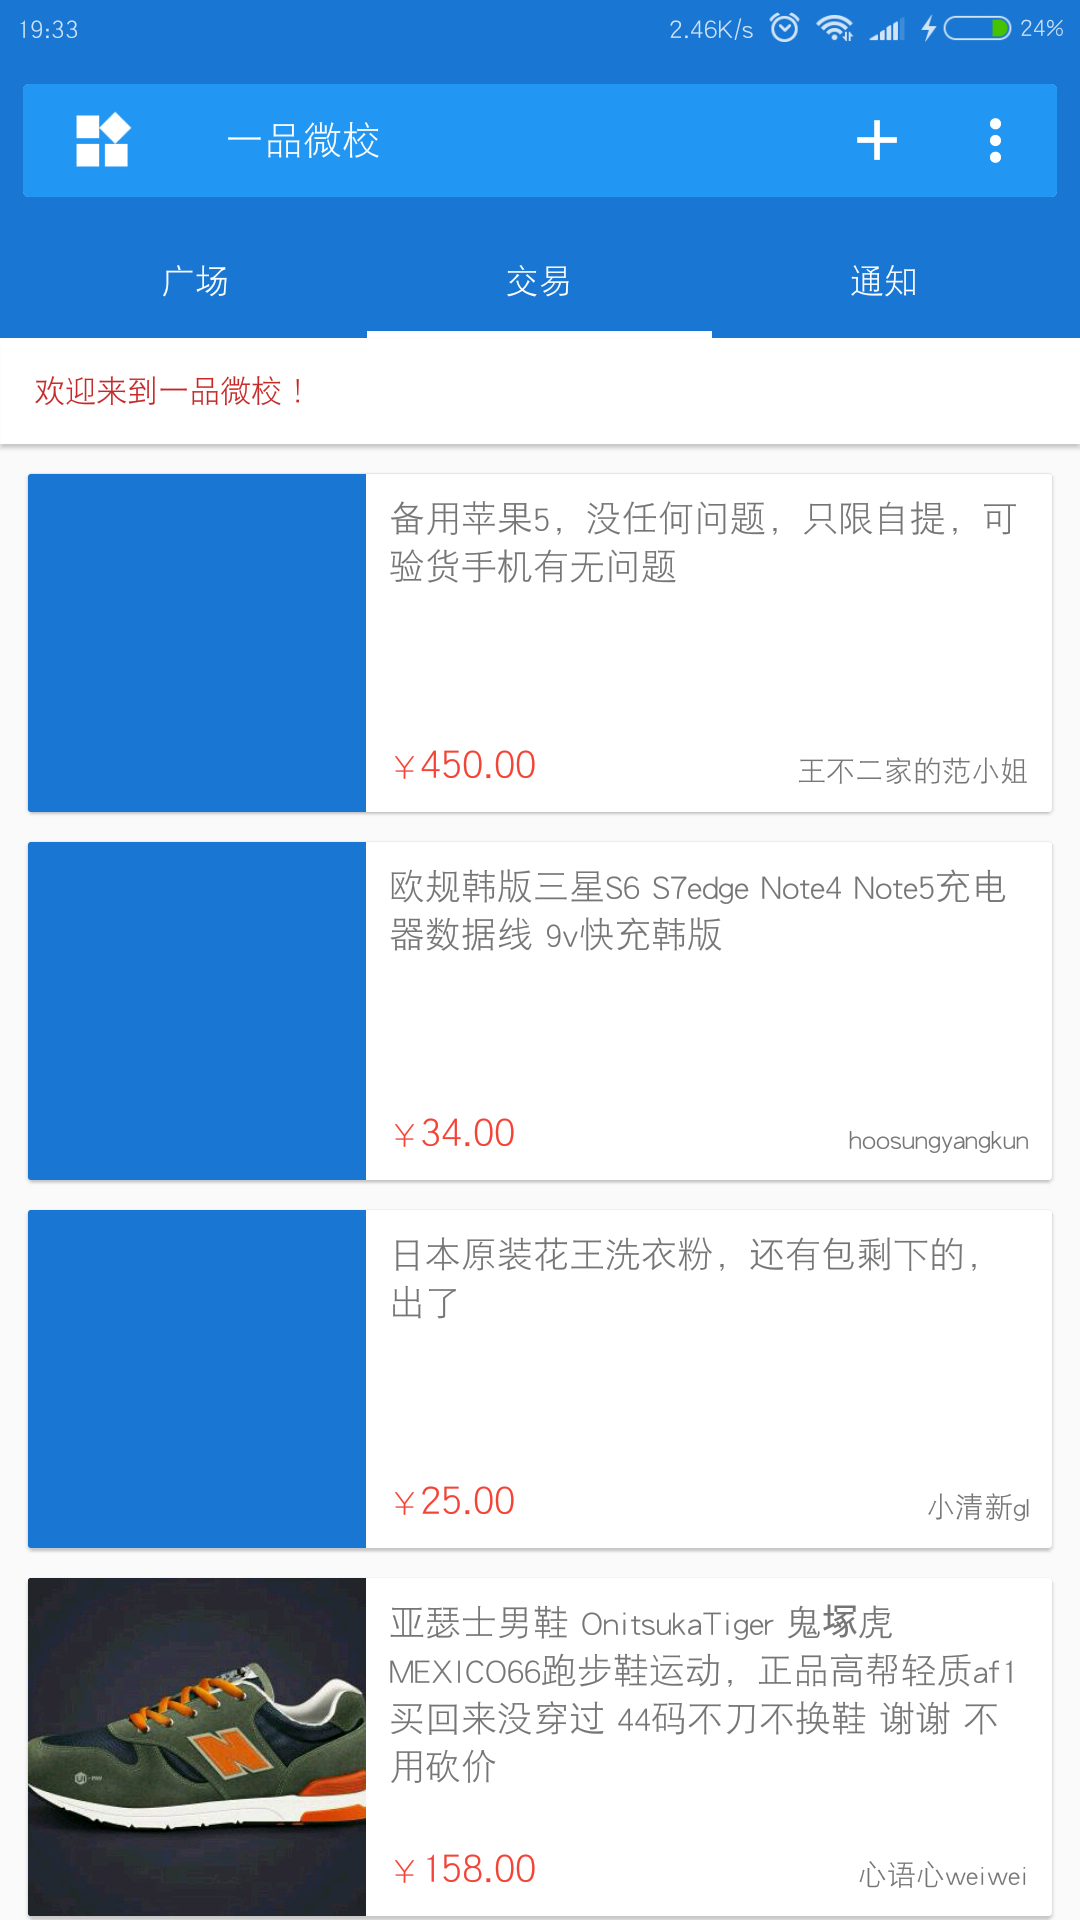 19:33
2.46K/s
24%
一品微校
广场
交易
通知
欢迎来到一品微校！
备用苹果5，没任何问题，只限自提，可
验货手机有无问题
￥450.00
王不二家的范小姐
欧规韩版三星S6 S7edge Note4 Note5充电
器数据线 9v快充韩版
￥34.00
hoosungyangkun
日本原装花王洗衣粉，还有包剩下的，
出了
￥25.00
小清新gl
亚瑟士男鞋 OnitsukaTiger 鬼塚虎
MEXICO66跑步鞋运动，正品高帮轻质af1
买回来没穿过 44码不刀不换鞋 谢谢 不
用砍价
￥158.00
心语心weiwei